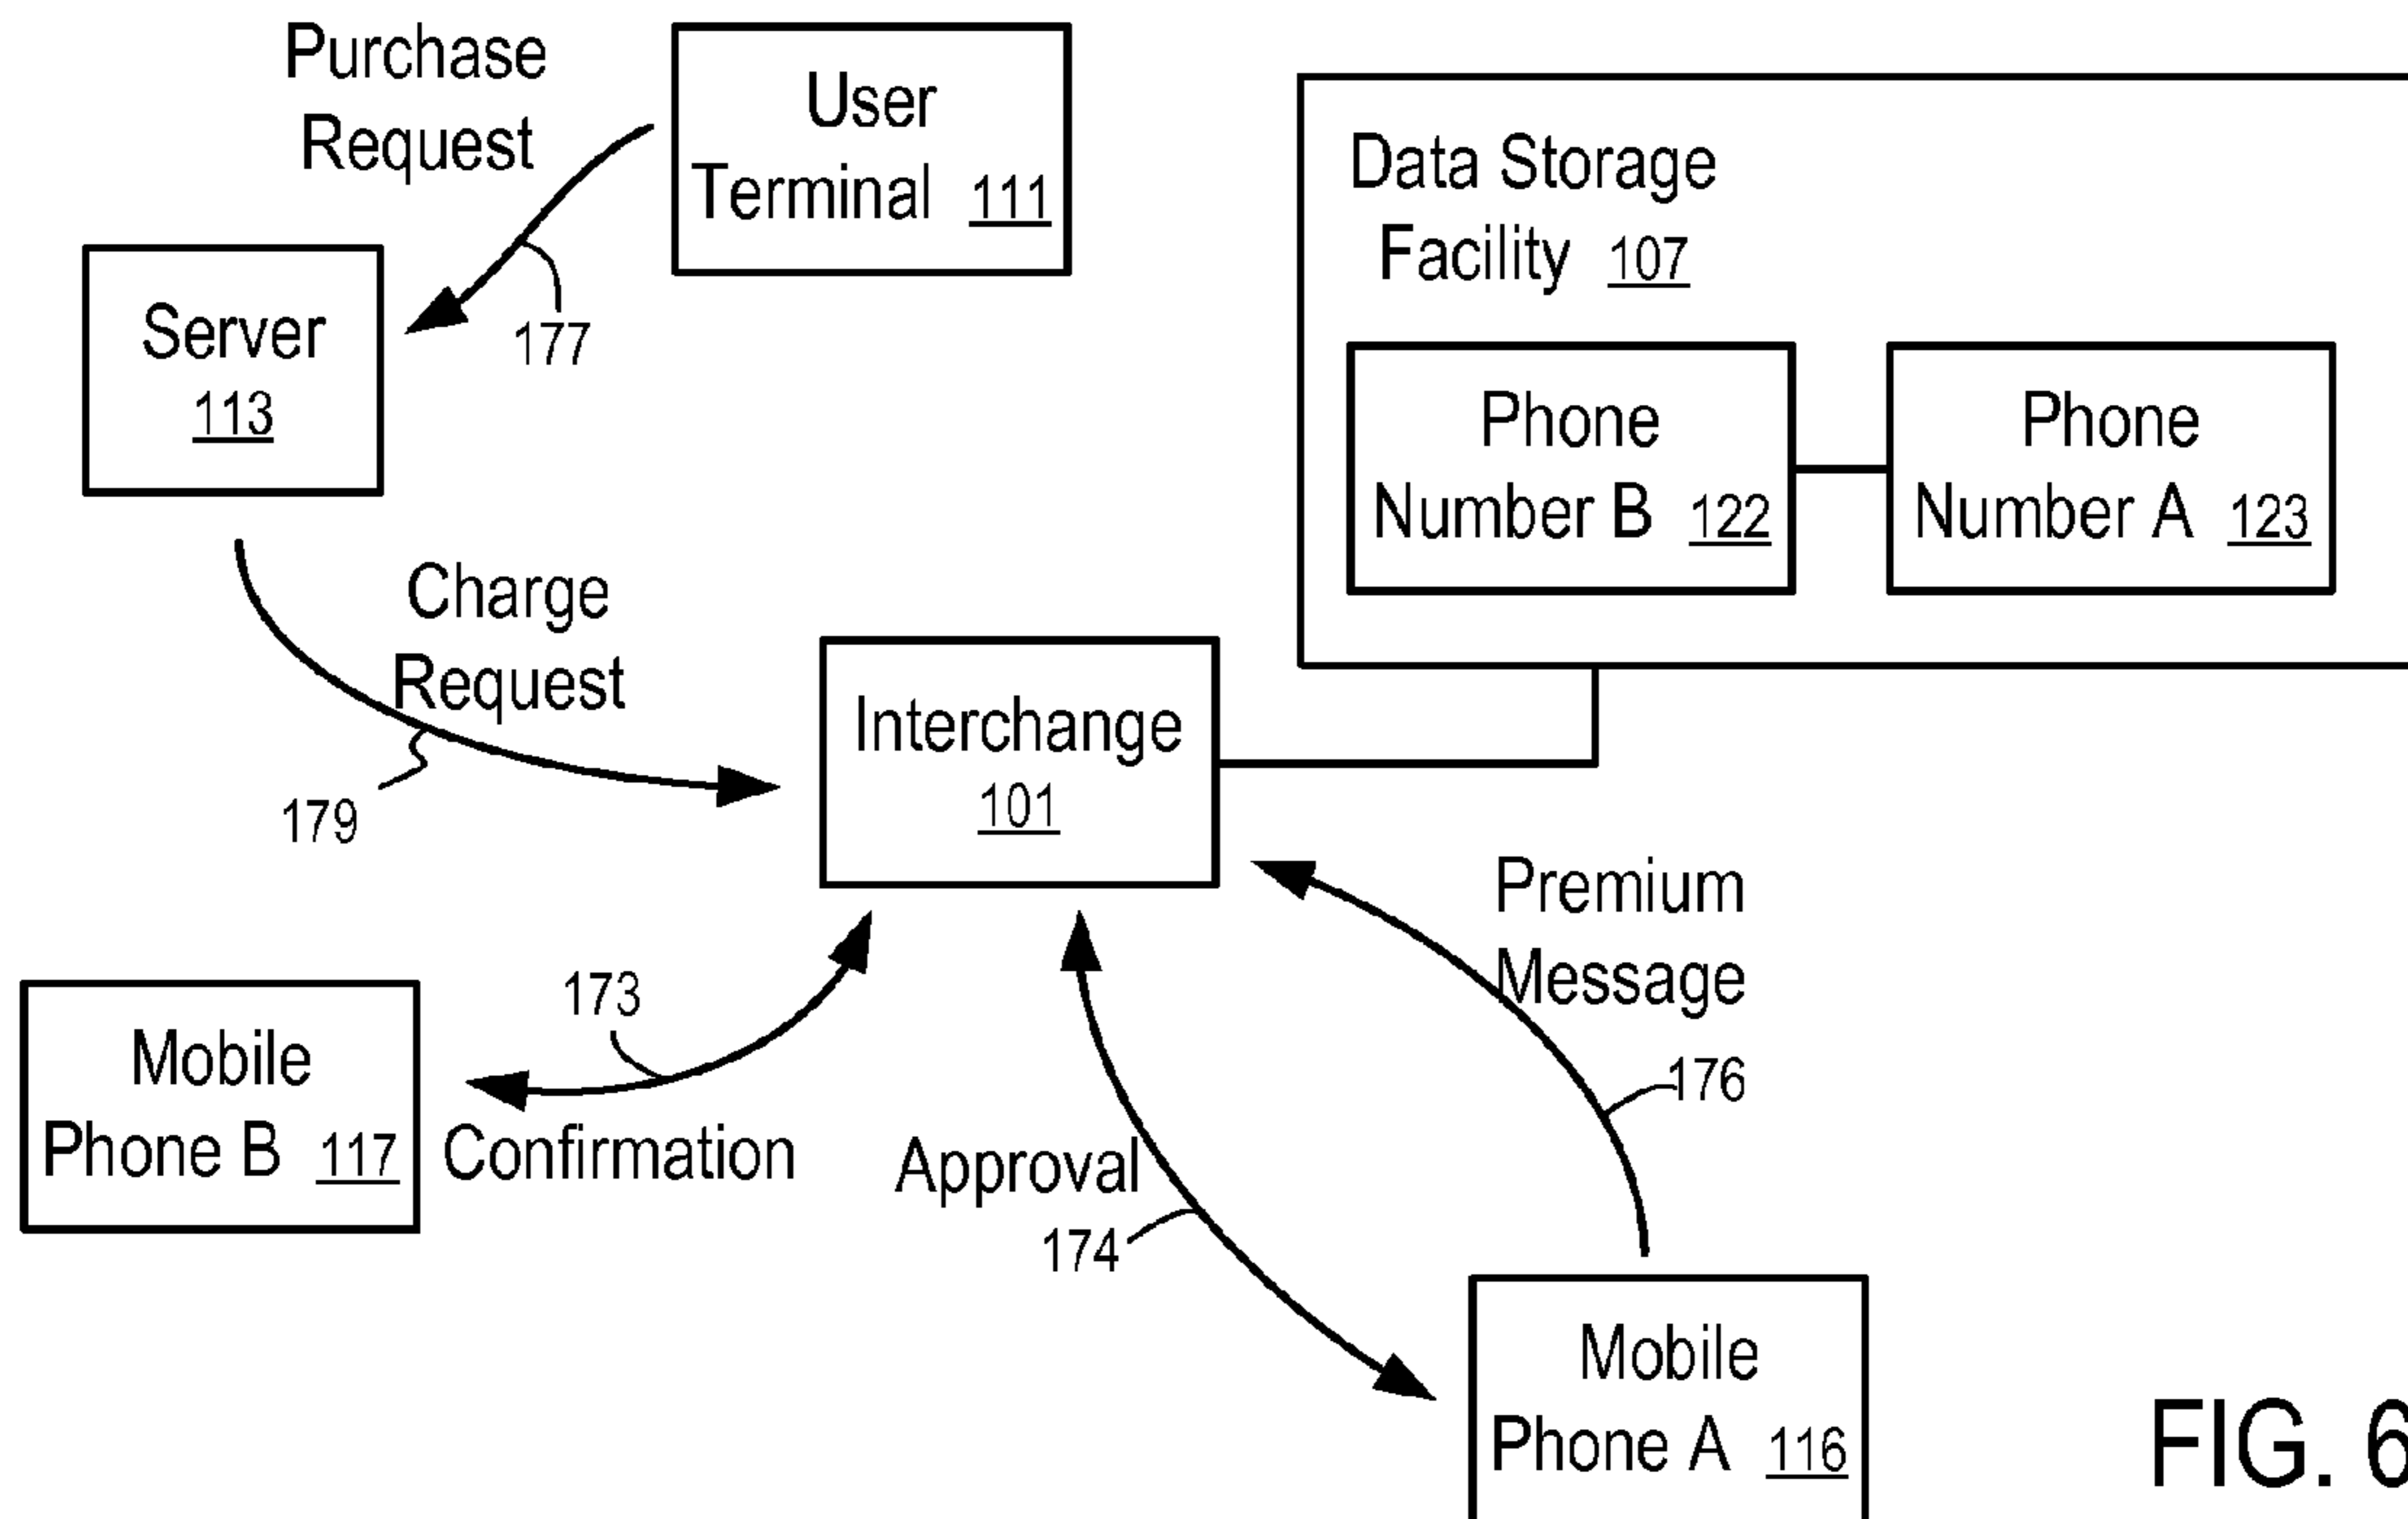 Purchase
Request
User
Terminal 111
177
Server
113
Data Storage
Facility 107
Phone
Number B 122
Phone
Number A 123
Charge
Request
179
Interchange
101
Premium
Message
176
173
Mobile
Phone B 117
Confirmation
Approval
174
Mobile
Phone A 116
FIG. 6